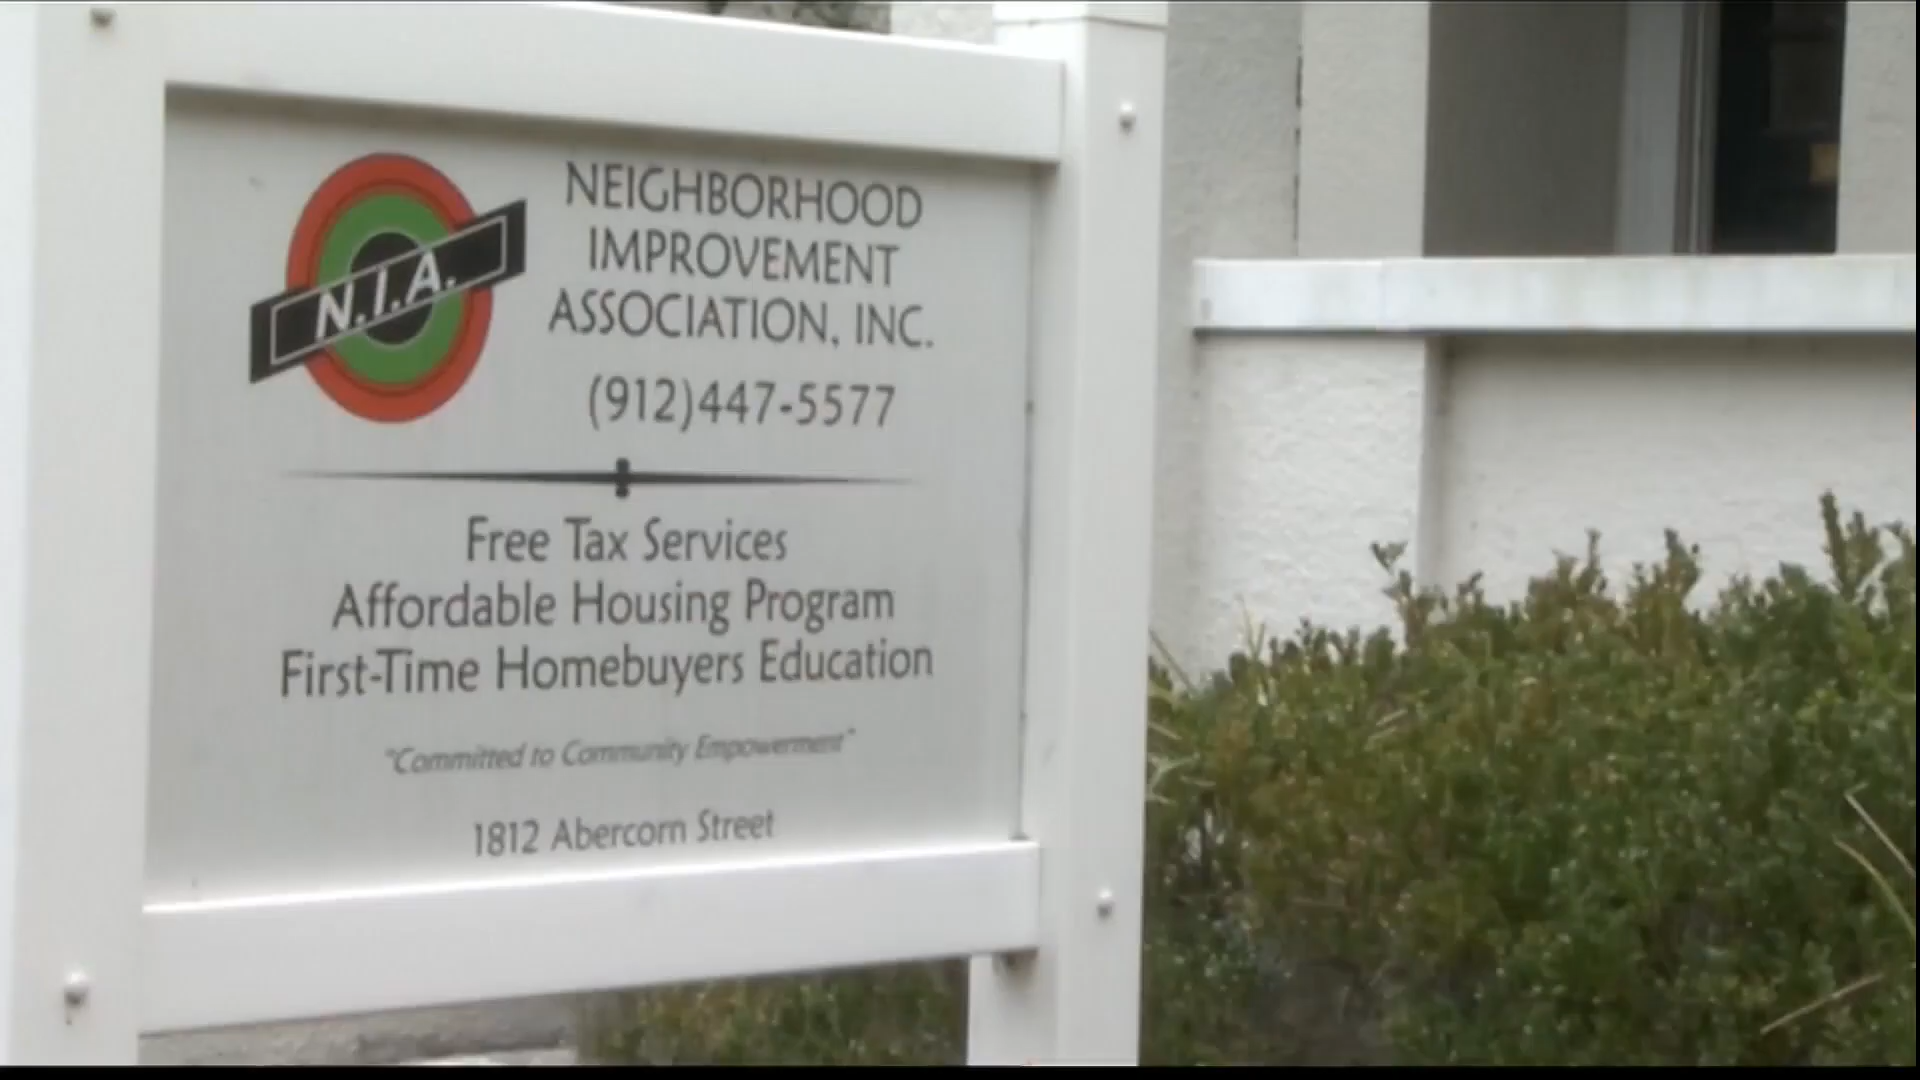 N.I.A.
NEIGHBORHOOD
IMPROVEMENT
ASSOCIATION, INC.
(912)447-5577
Free Tax Services
Affordable Housing Program
First-Time Homebuyers Education
"Committed to Community Empowerment"
1812 Abercorn Street